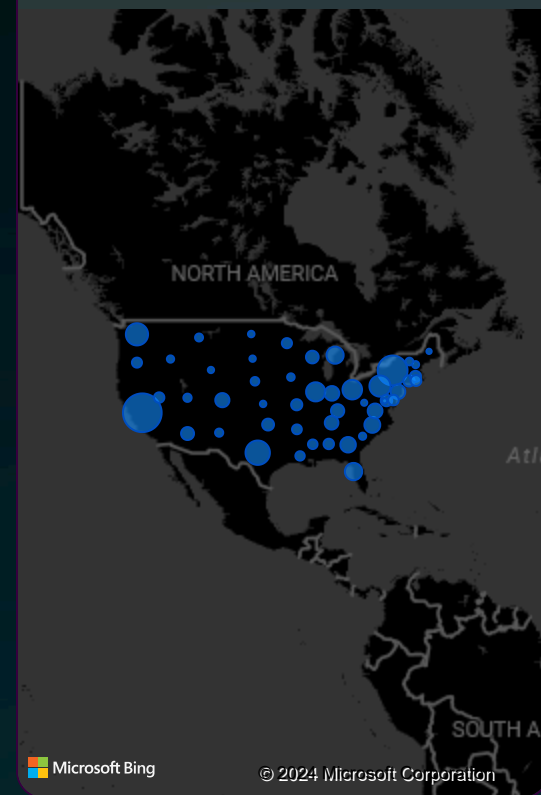 NORTH AMERICA
Atl
SOUTH A
Microsoft Bing
© 2024 Microsoft Corporation